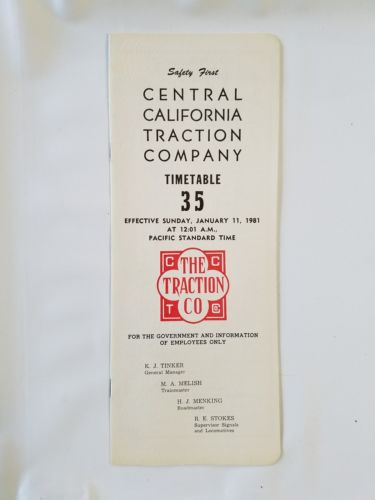 Safety First
CENTRAL
CALIFORNIA
TRACTION
COMPANY
TIMETABLE
35
EFFECTIVE SUNDAY, JANUARY 11, 1981
AT 12:01 A.M.,
PACIFIC STANDARD TIME
C C
THE
TRACTION
CO
T Co
FOR THE GOVERNMENT AND INFORMATION
OF EMPLOYEES ONLY
K. J. TINKER
General Manager
M. A. MELISH
Trainmaster
H. J. MENKING
Roadmaster
R. E. STOKES
Supervisor Signals
and Locomotives